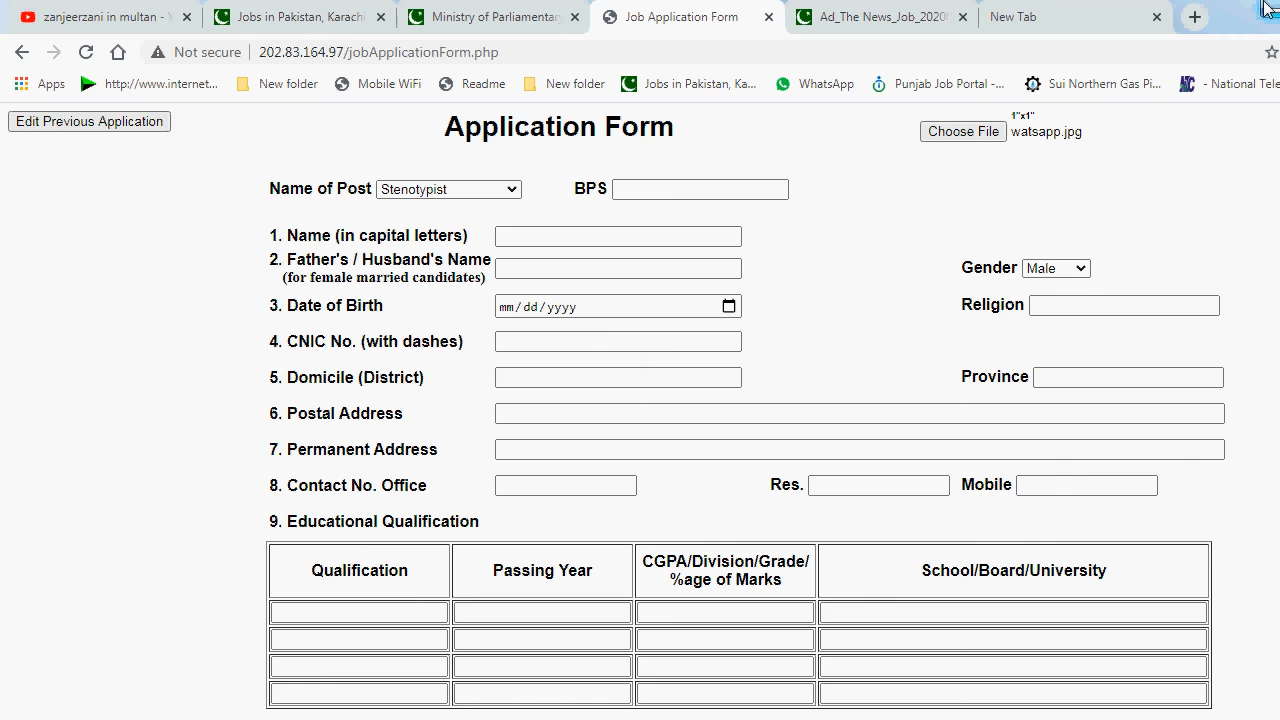 zanjeerzani in multan - Y
Jobs in Pakistan, Karachi
Ministry of Parliamentar
Job Application Form
Ad_The News_Job_2020
New Tab
Not secure 202.83.164.97/jobApplicationForm.php
Apps http://www.internet... New folder Mobile WiFi Readme New folder Jobs in Pakistan, Ka... WhatsApp Punjab Job Portal -... Sui Northern Gas Pi... - National Tele
Edit Previous Application
Application Form
1"x1"
Choose File watsapp.jpg
Name of Post Stenotypist BPS
1. Name (in capital letters)
2. Father's / Husband's Name
(for female married candidates)
Gender Male
3. Date of Birth mm/dd/yyyy Religion
4. CNIC No. (with dashes)
5. Domicile (District) Province
6. Postal Address
7. Permanent Address
8. Contact No. Office Res. Mobile
9. Educational Qualification
Qualification Passing Year CGPA/Division/Grade/
%age of Marks School/Board/University